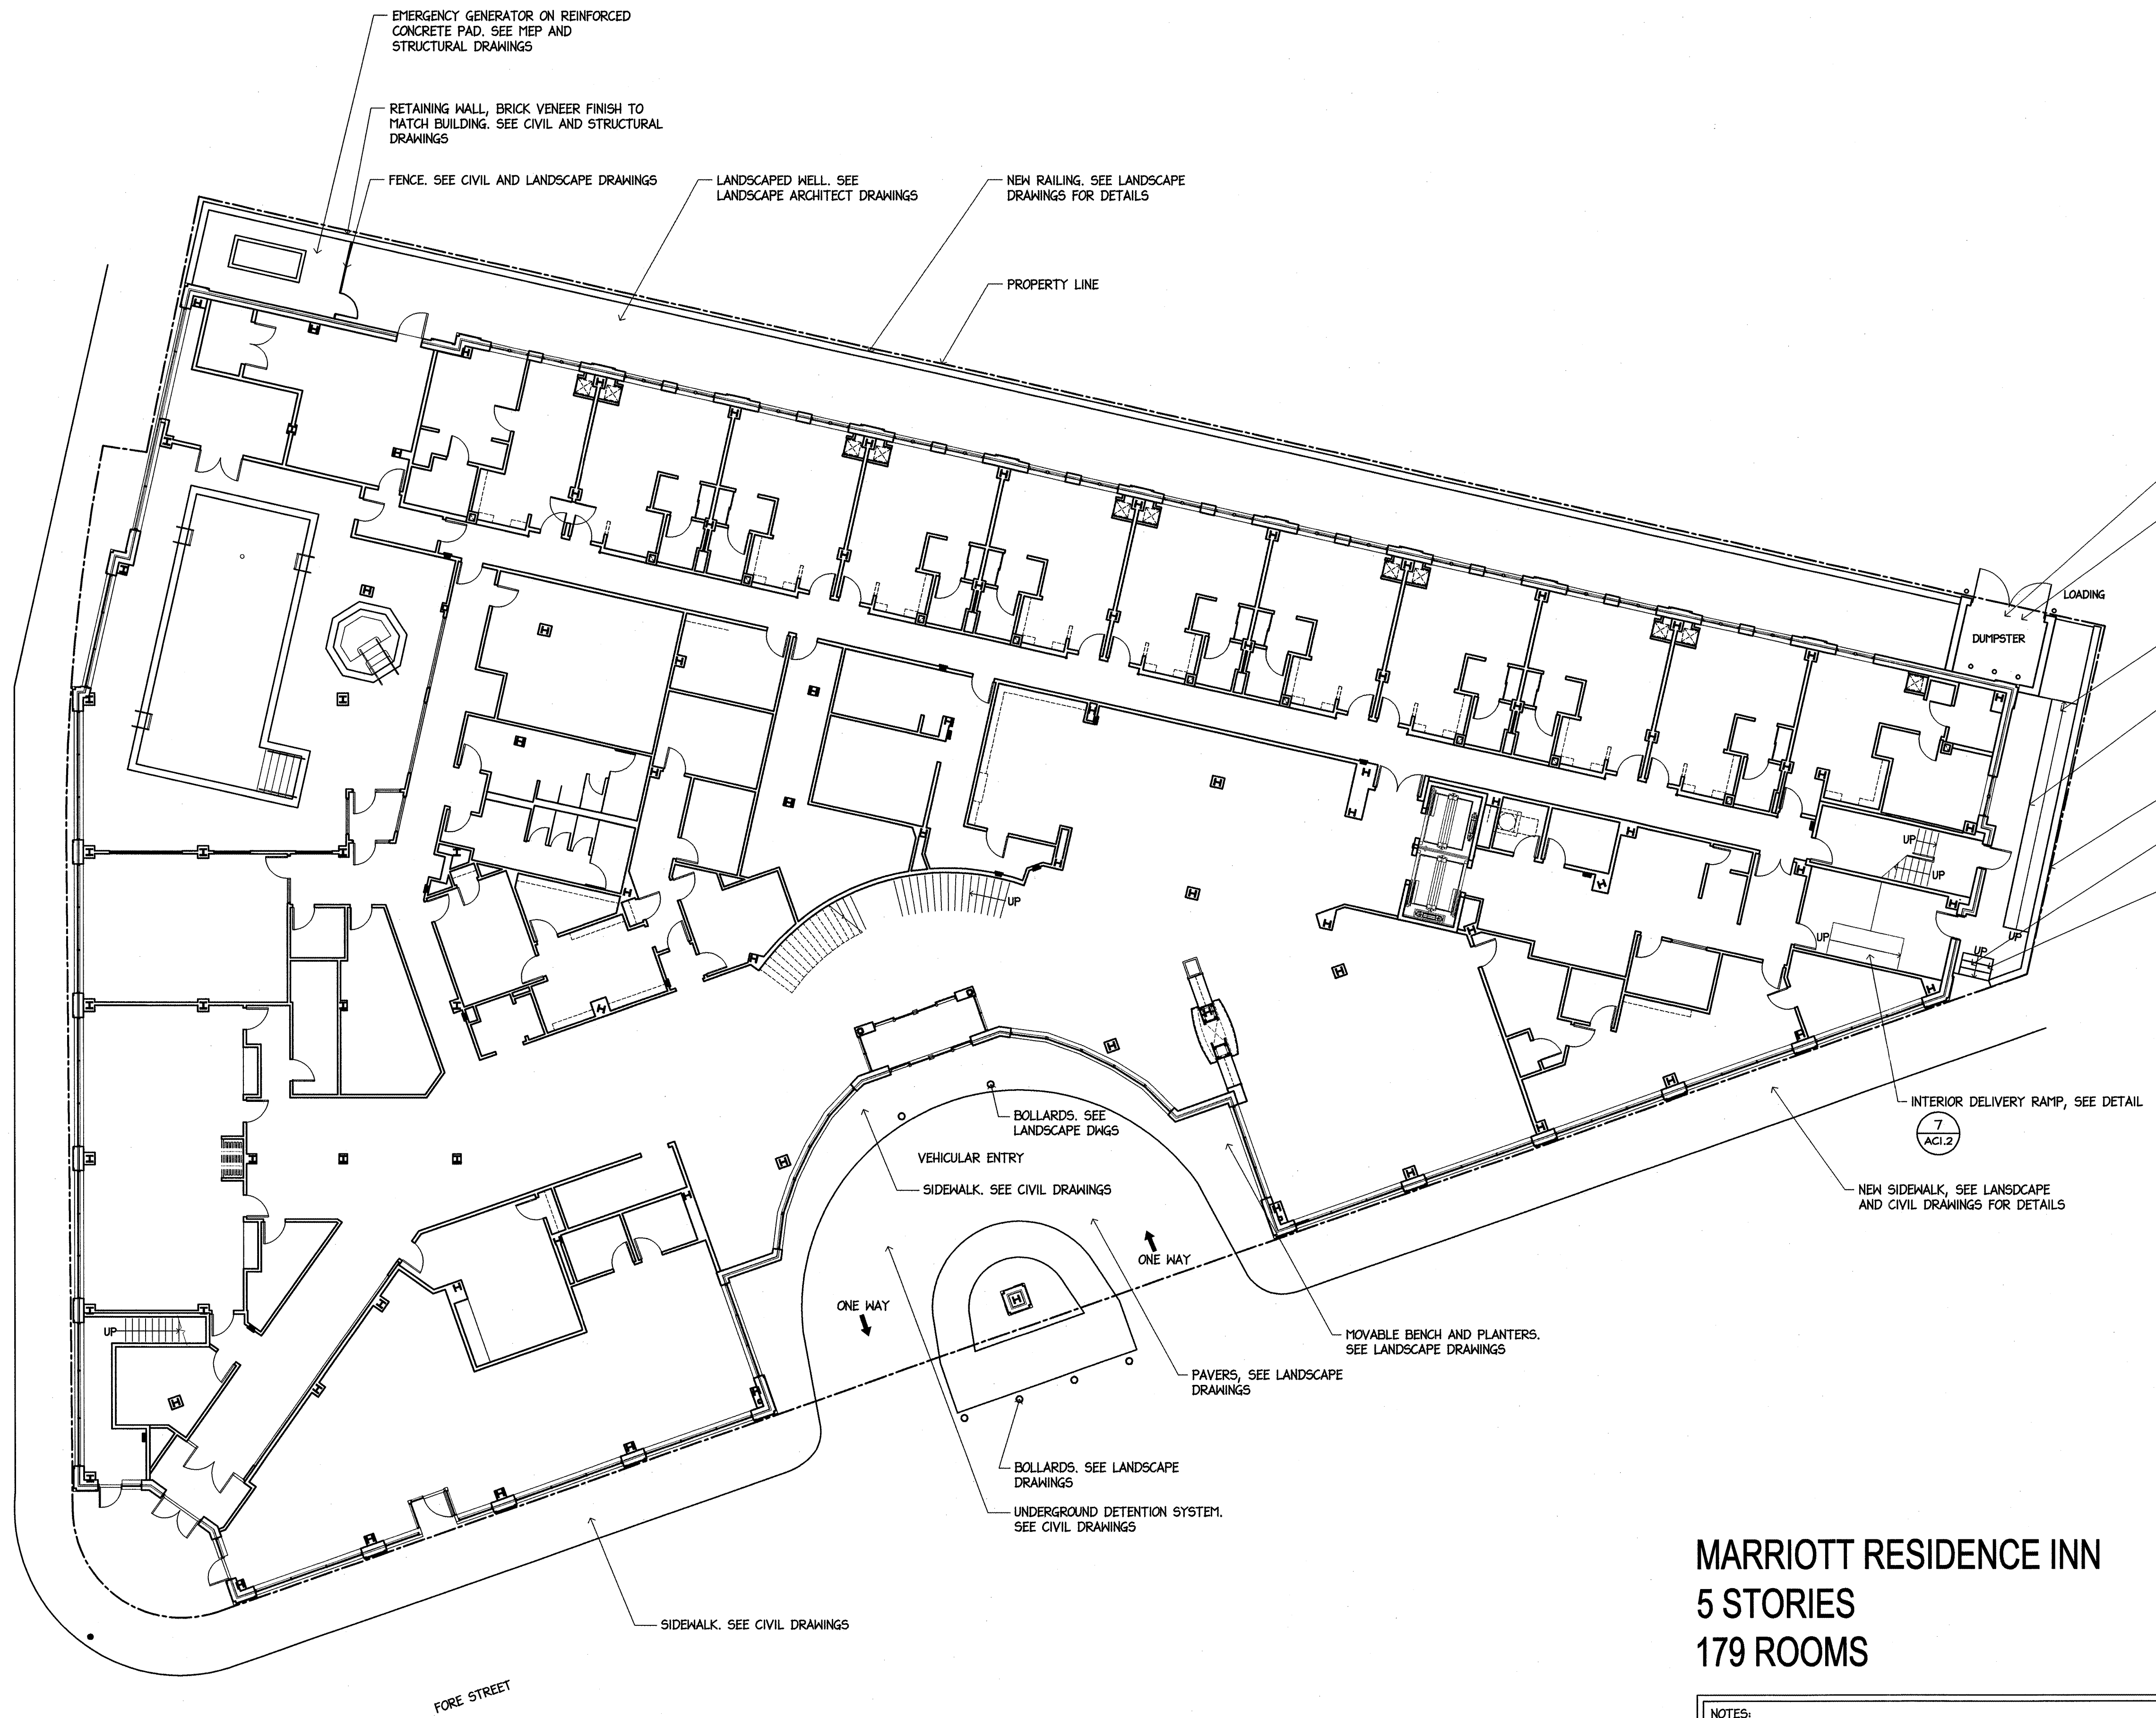 EMERGENCY GENERATOR ON REINFORCED
CONCRETE PAD. SEE MEP AND
STRUCTURAL DRAWINGS
RETAINING WALL, BRICK VENEER FINISH TO
MATCH BUILDING. SEE CIVIL AND STRUCTURAL
DRAWINGS
FENCE. SEE CIVIL AND LANDSCAPE DRAWINGS
LANDSCAPED WELL. SEE
LANDSCAPE ARCHITECT DRAWINGS
NEW RAILING. SEE LANDSCAPE
DRAWINGS FOR DETAILS
PROPERTY LINE
LOADING
DUMPSTER
UP
UP
UP
UP
UP
UP
UP
INTERIOR DELIVERY RAMP, SEE DETAIL
7
AC1.2
BOLLARDS. SEE
LANDSCAPE DWGS
VEHICULAR ENTRY
SIDEWALK. SEE CIVIL DRAWINGS
NEW SIDEWALK, SEE LANSDCAPE
AND CIVIL DRAWINGS FOR DETAILS
ONE WAY
ONE WAY
MOVABLE BENCH AND PLANTERS.
SEE LANDSCAPE DRAWINGS
PAVERS, SEE LANDSCAPE
DRAWINGS
BOLLARDS. SEE LANDSCAPE
DRAWINGS
UNDERGROUND DETENTION SYSTEM.
SEE CIVIL DRAWINGS
SIDEWALK. SEE CIVIL DRAWINGS
FORE STREET
MARRIOTT RESIDENCE INN
5 STORIES
179 ROOMS
NOTES: